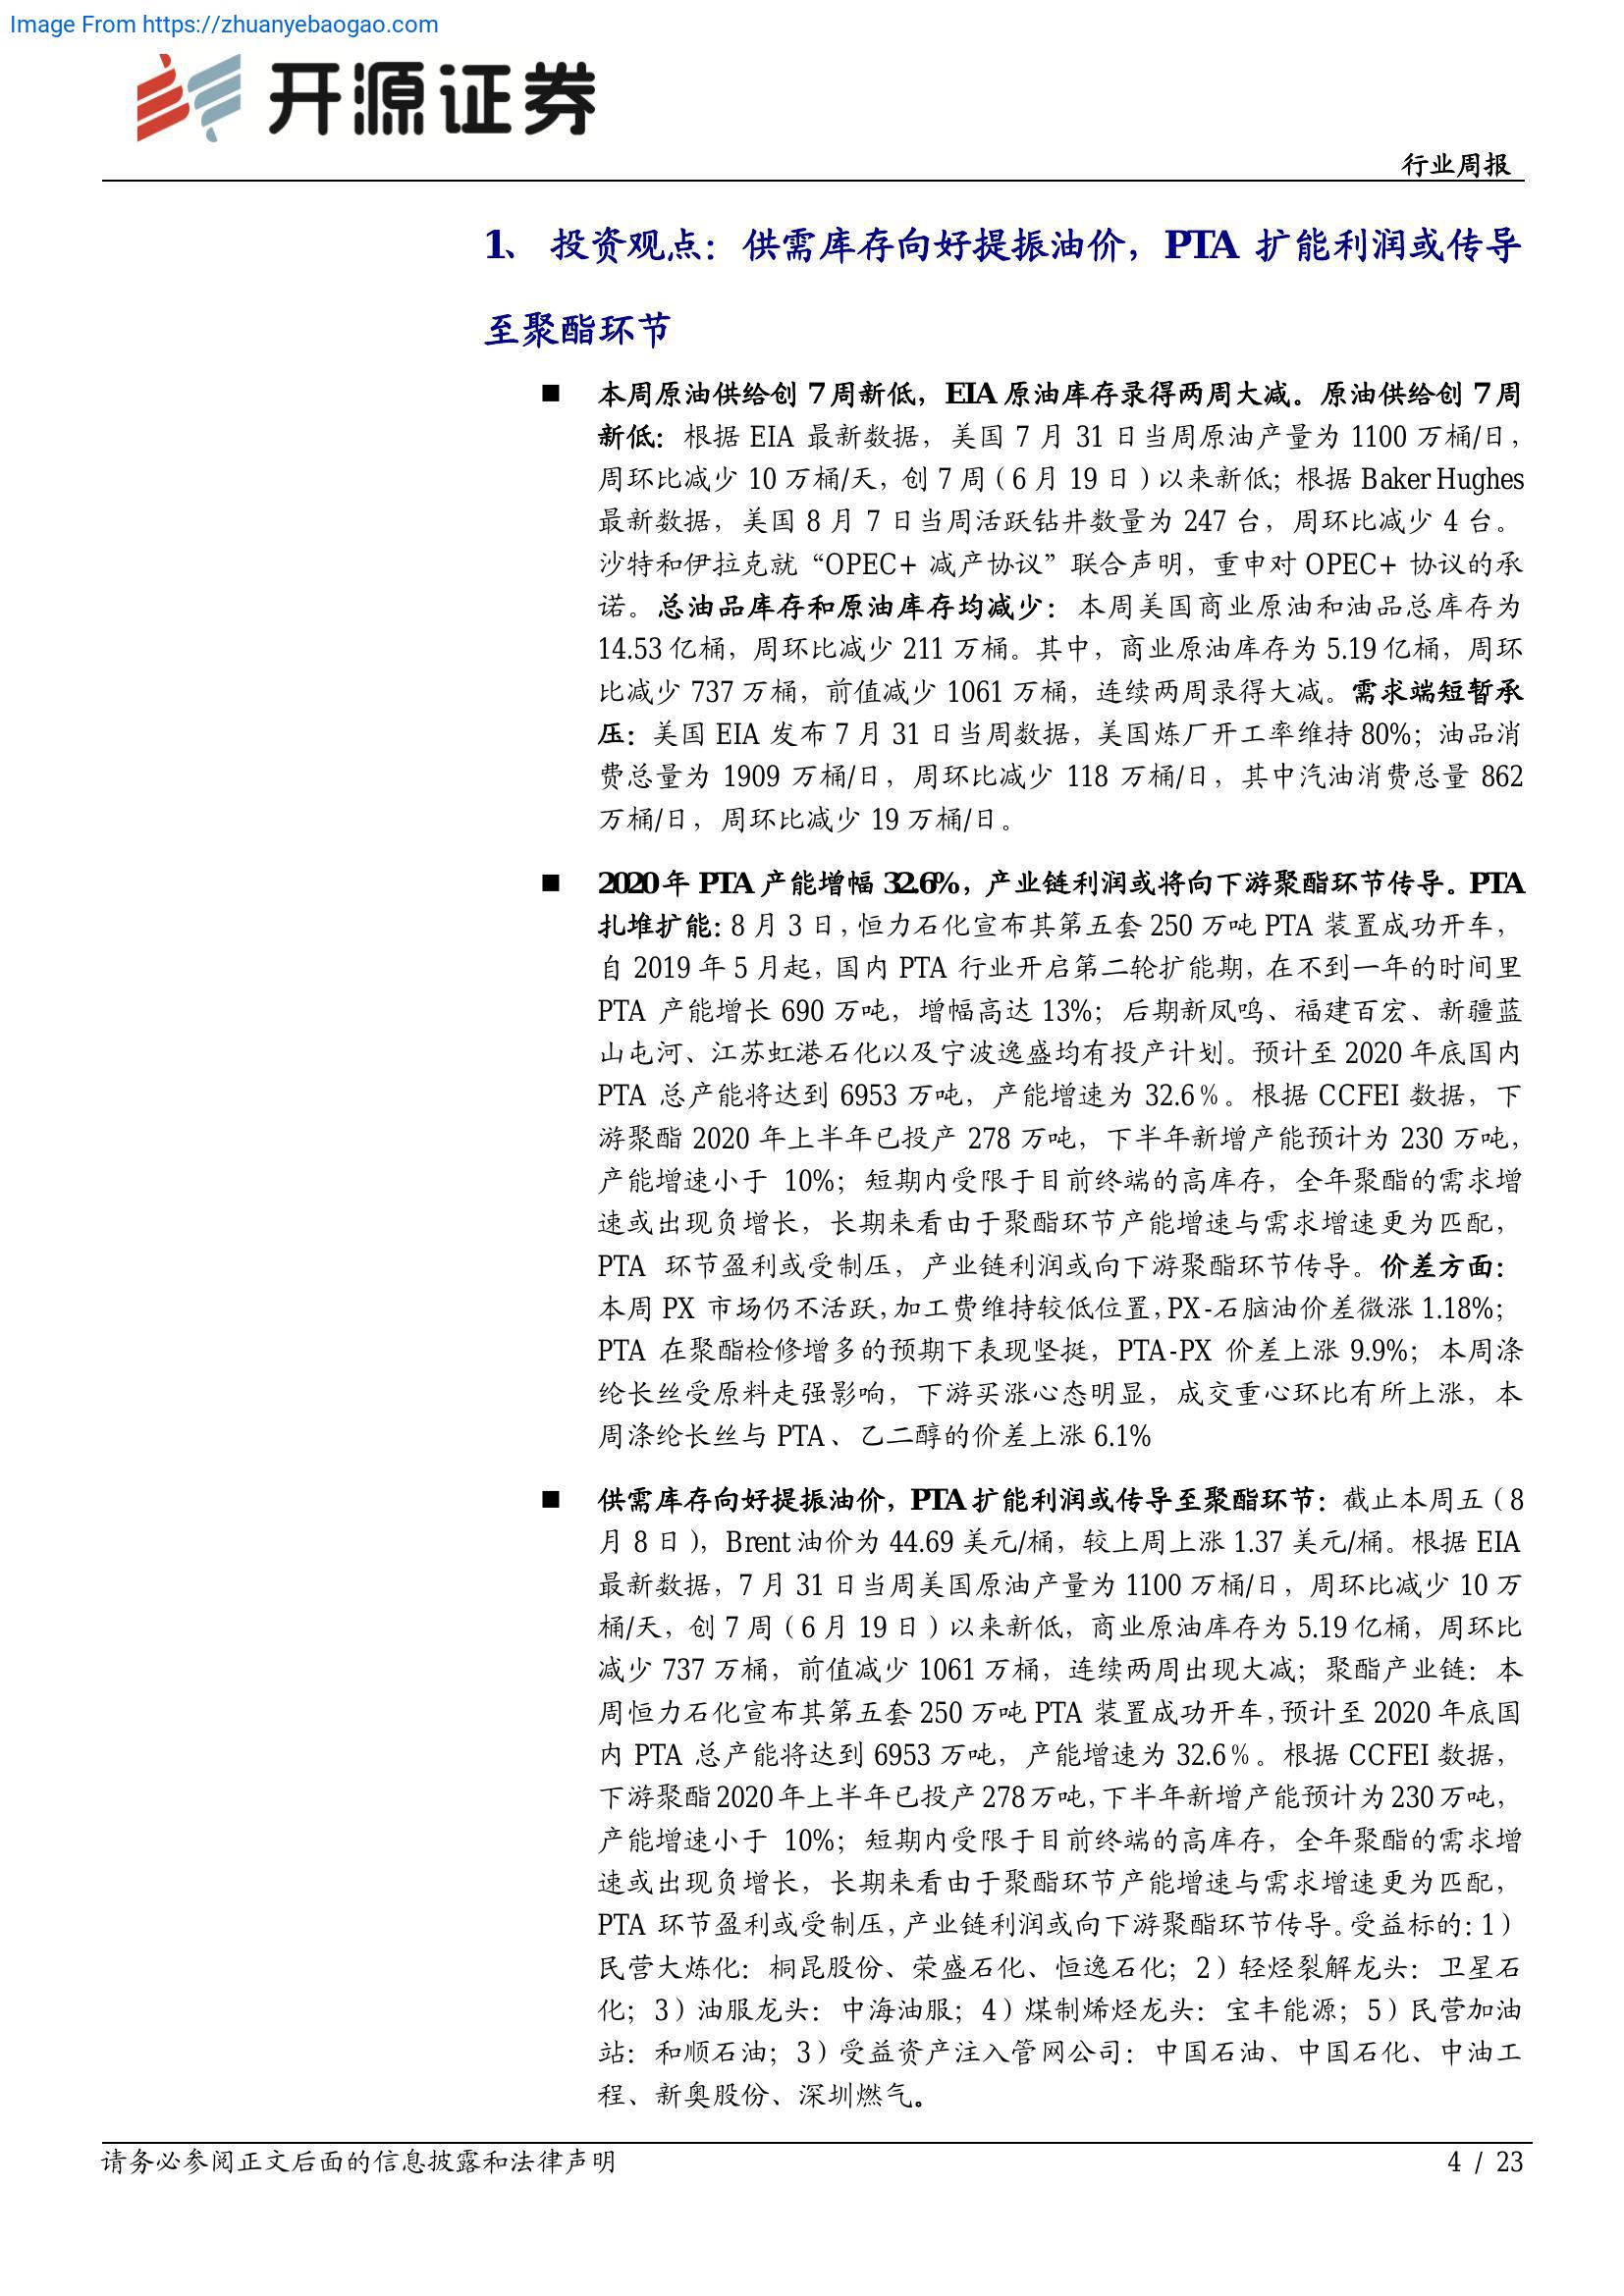 Image From https://zhuanyebaogao.com
开源证券
行业周报
1、 投资观点：供需库存向好提振油价，PTA 扩能利润或传导
至聚酯环节
■ 本周原油供给创 7 周新低，EIA 原油库存录得两周大减。原油供给创 7 周
新低：根据 EIA 最新数据，美国 7 月 31 日当周原油产量为 1100 万桶/日，
周环比减少 10 万桶/天，创 7 周（6 月 19 日）以来新低；根据 Baker Hughes
最新数据，美国 8 月 7 日当周活跃钻井数量为 247 台，周环比减少 4 台。
沙特和伊拉克就“OPEC+ 减产协议”联合声明，重申对 OPEC+ 协议的承
诺。总油品库存和原油库存均减少：本周美国商业原油和油品总库存为
14.53 亿桶，周环比减少 211 万桶。其中，商业原油库存为 5.19 亿桶，周环
比减少 737 万桶，前值减少 1061 万桶，连续两周录得大减。需求端短暂承
压：美国 EIA 发布 7 月 31 日当周数据，美国炼厂开工率维持 80%；油品消
费总量为 1909 万桶/日，周环比减少 118 万桶/日，其中汽油消费总量 862
万桶/日，周环比减少 19 万桶/日。
■ 2020 年 PTA 产能增幅 32.6%，产业链利润或将向下游聚酯环节传导。PTA
扎堆扩能：8 月 3 日，恒力石化宣布其第五套 250 万吨 PTA 装置成功开车，
自 2019 年 5 月起，国内 PTA 行业开启第二轮扩能期，在不到一年的时间里
PTA 产能增长 690 万吨，增幅高达 13%；后期新凤鸣、福建百宏、新疆蓝
山屯河、江苏虹港石化以及宁波逸盛均有投产计划。预计至 2020 年底国内
PTA 总产能将达到 6953 万吨，产能增速为 32.6％。根据 CCFEI 数据，下
游聚酯 2020 年上半年已投产 278 万吨，下半年新增产能预计为 230 万吨，
产能增速小于 10%；短期内受限于目前终端的高库存，全年聚酯的需求增
速或出现负增长，长期来看由于聚酯环节产能增速与需求增速更为匹配，
PTA 环节盈利或受制压，产业链利润或向下游聚酯环节传导。价差方面：
本周 PX 市场仍不活跃，加工费维持较低位置，PX-石脑油价差微涨 1.18%；
PTA 在聚酯检修增多的预期下表现坚挺，PTA-PX 价差上涨 9.9%；本周涤
纶长丝受原料走强影响，下游买涨心态明显，成交重心环比有所上涨，本
周涤纶长丝与 PTA、乙二醇的价差上涨 6.1%
■ 供需库存向好提振油价，PTA 扩能利润或传导至聚酯环节：截止本周五（8
月 8 日），Brent 油价为 44.69 美元/桶，较上周上涨 1.37 美元/桶。根据 EIA
最新数据，7 月 31 日当周美国原油产量为 1100 万桶/日，周环比减少 10 万
桶/天，创 7 周（6 月 19 日）以来新低，商业原油库存为 5.19 亿桶，周环比
减少 737 万桶，前值减少 1061 万桶，连续两周出现大减；聚酯产业链：本
周恒力石化宣布其第五套 250 万吨 PTA 装置成功开车，预计至 2020 年底国
内 PTA 总产能将达到 6953 万吨，产能增速为 32.6％。根据 CCFEI 数据，
下游聚酯 2020 年上半年已投产 278 万吨，下半年新增产能预计为 230 万吨，
产能增速小于 10%；短期内受限于目前终端的高库存，全年聚酯的需求增
速或出现负增长，长期来看由于聚酯环节产能增速与需求增速更为匹配，
PTA 环节盈利或受制压，产业链利润或向下游聚酯环节传导。受益标的：1）
民营大炼化：桐昆股份、荣盛石化、恒逸石化；2）轻烃裂解龙头：卫星石
化；3）油服龙头：中海油服；4）煤制烯烃龙头：宝丰能源；5）民营加油
站：和顺石油；3）受益资产注入管网公司：中国石油、中国石化、中油工
程、新奥股份、深圳燃气。
请务必参阅正文后面的信息披露和法律声明
4 / 23